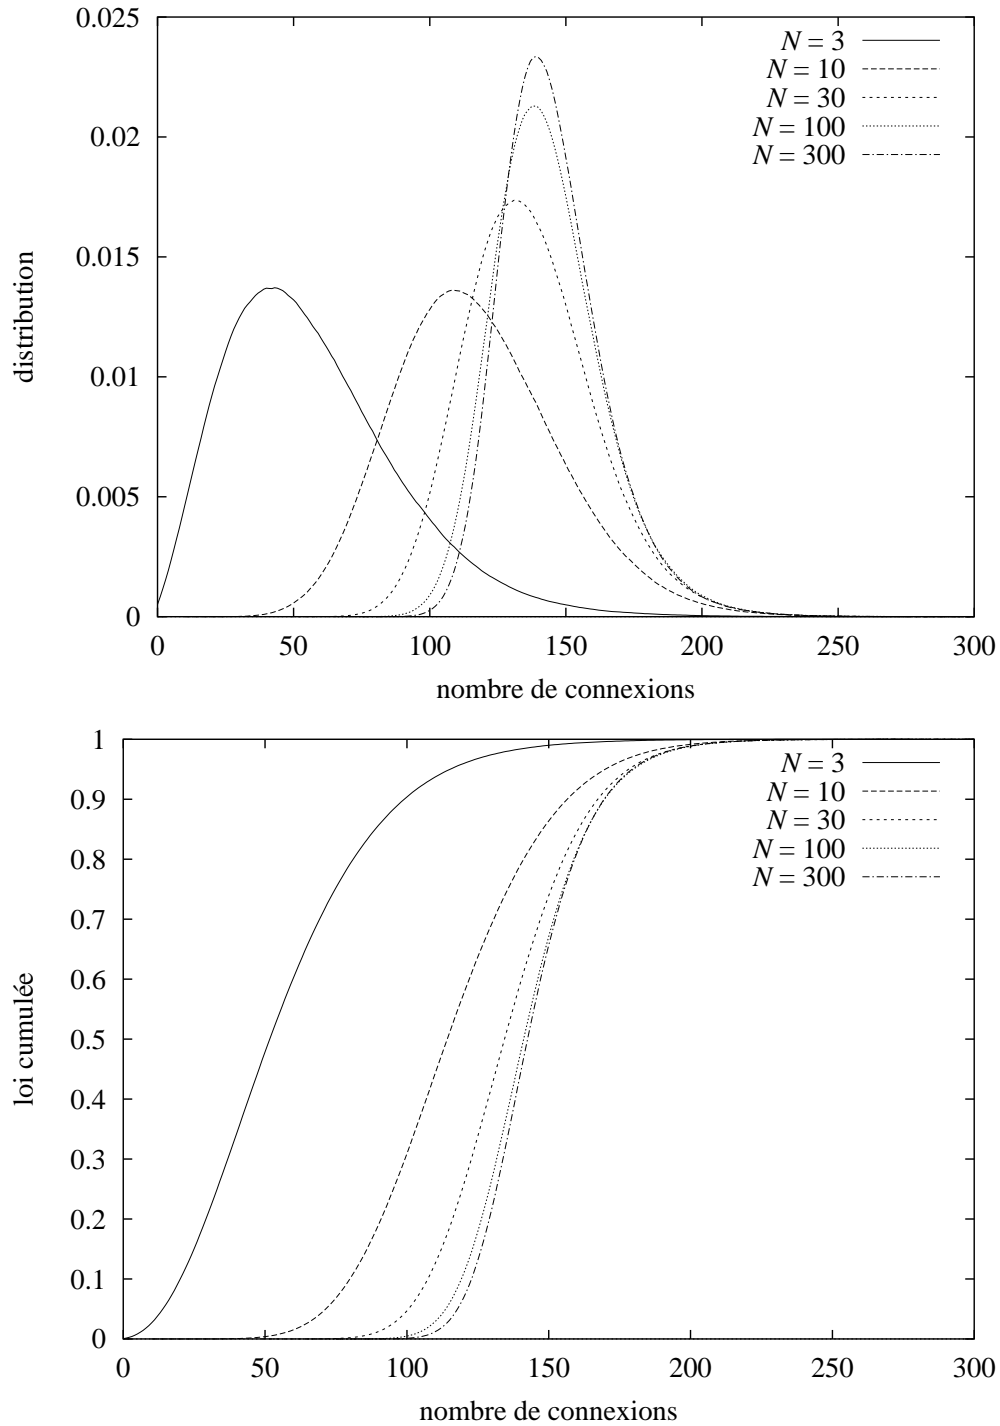 0.025
0.02
0.015
0.01
0.005
0
distribution
N = 3
N = 10
N = 30
N = 100
N = 300
0 50 100 150 200 250 300
nombre de connexions
1
0.9
0.8
0.7
0.6
0.5
0.4
0.3
0.2
0.1
0
loi cumulée
N = 3
N = 10
N = 30
N = 100
N = 300
0 50 100 150 200 250 300
nombre de connexions